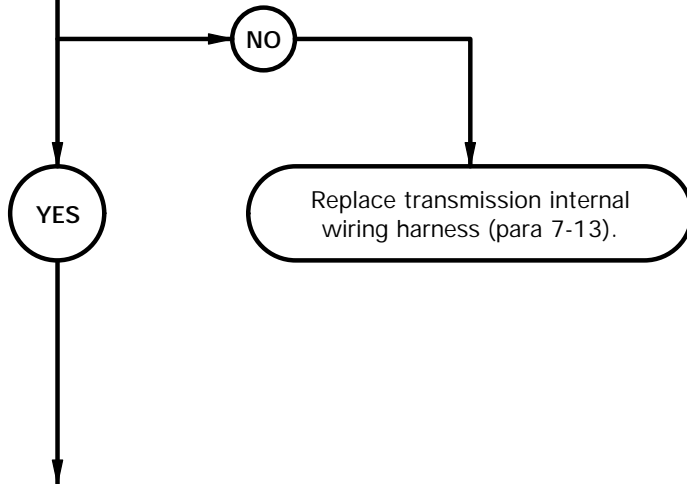 NO
YES
Replace transmission internal
wiring harness (para 7-13).